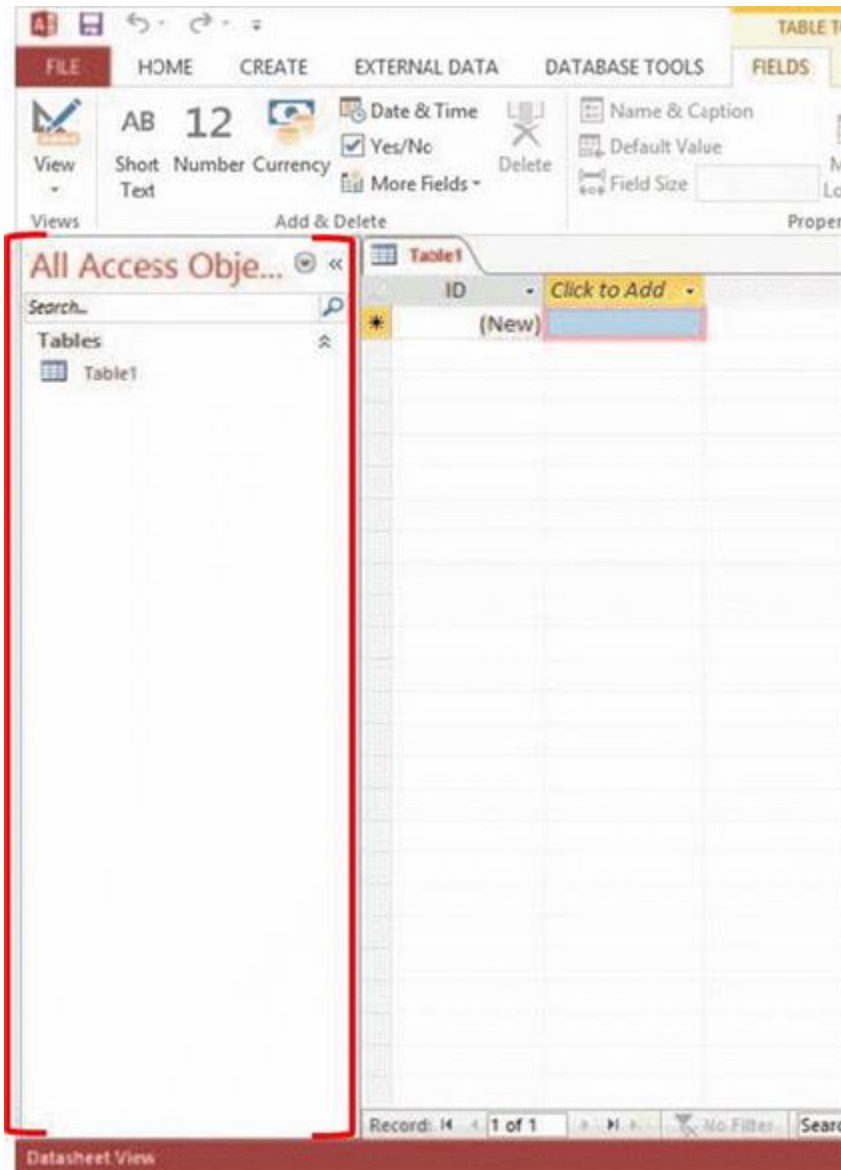 TABLE T
FILE HOME CREATE EXTERNAL DATA DATABASE TOOLS FIELDS
AB 12
Date & Time
Name & Caption
Yes/No
Default Value
View Short Text Number Currency
Delete
More Fields
Field Size
Views Add & Delete Proper
All Access Obje...
Table1
Search...
ID Click to Add
Tables
(New)
Table1
Record: 1 of 1 No Filter Searc
Datasheet View